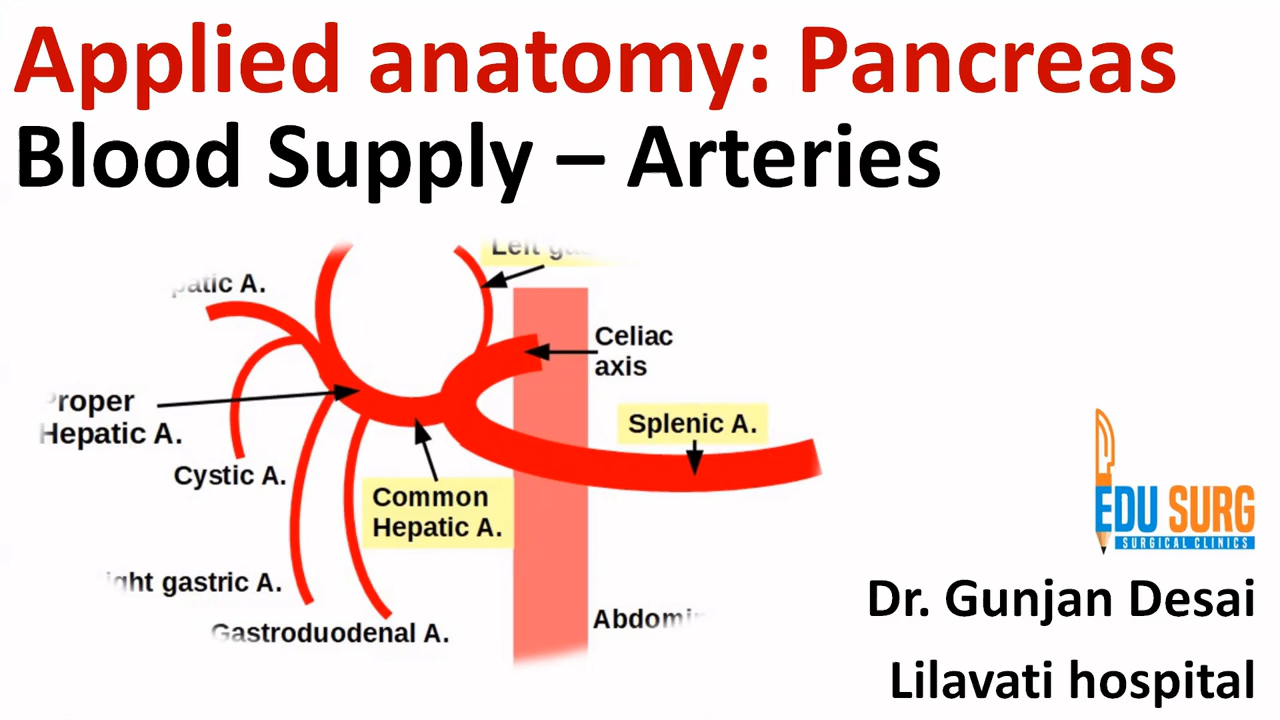 Applied anatomy: Pancreas
Blood Supply – Arteries
Left
A.
Celiac
axis
Proper
Hepatic A.
Splenic A.
Cystic A.
Common
Hepatic A.
gastric A.
Gastroduodenal A.
EDU SURG
SURGICAL CLINICS
Dr. Gunjan Desai
Lilavati hospital